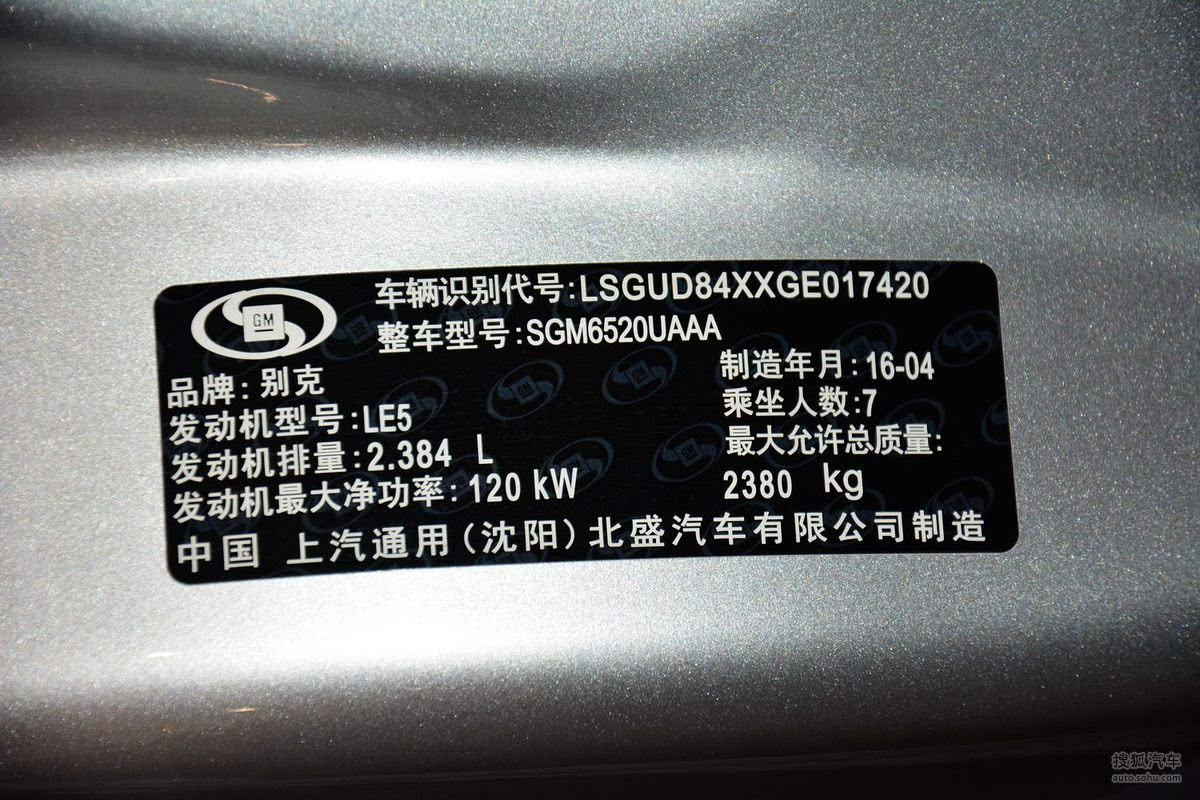 GM
车辆识别代号:LSGUD84XXGE017420
整车型号:SGM6520UAAA
品牌:别克
制造年月:16-04
发动机型号:LE5
乘坐人数:7
发动机排量:2.384 L
最大允许总质量:
发动机最大净功率:120 kW
2380 kg
中国 上汽通用(沈阳)北盛汽车有限公司制造
搜狐汽车
auto.sohu.com